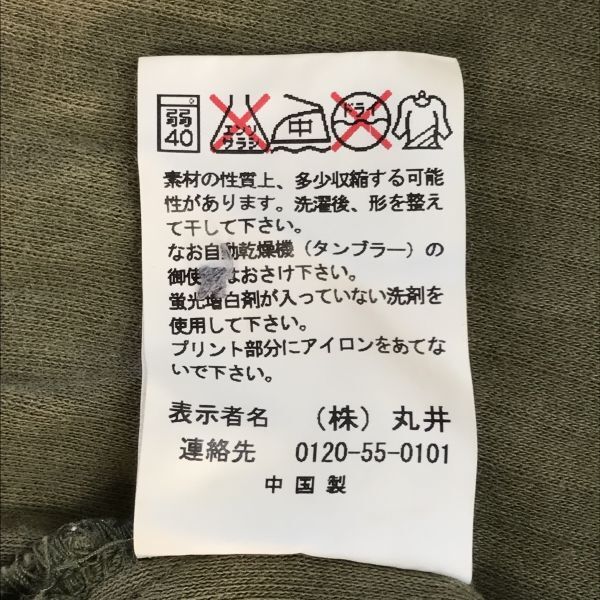 弱 40 エンソ サラシ 中 ドライ
素材の性質上、多少収縮する可能
性があります。洗濯後、形を整え
て干して下さい。
なお自動乾燥機（タンブラー）の
御使用はおさけ下さい。
蛍光増白剤が入っていない洗剤を
使用して下さい。
プリント部分にアイロンをあてな
いで下さい。
表示者名 （株）丸井
連絡先 0120-55-0101
中国製